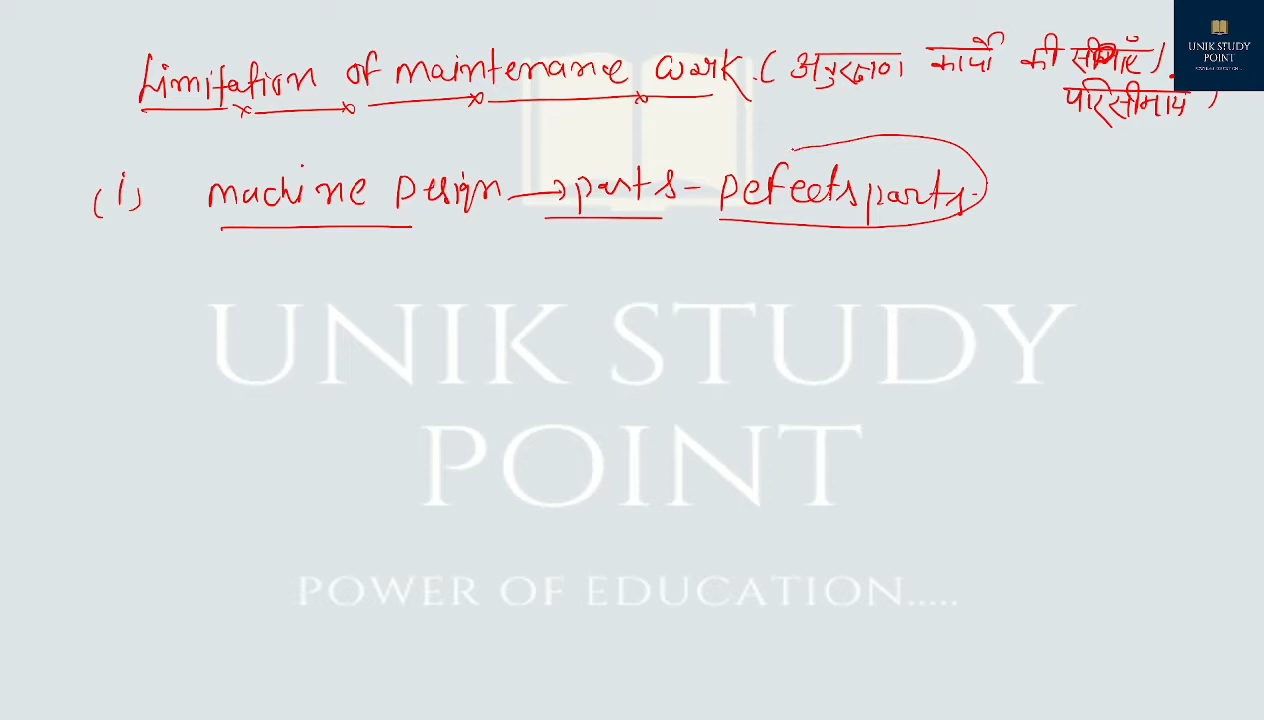 Limitation of maintenance work. (अनुरक्षण कार्यों की सीमाएँ)
परिसीमाय)
(i) machine Design → parts - Defects parts.
UNIK STUDY
POINT
POWER OF EDUCATION.....
UNIK STUDY
POINT